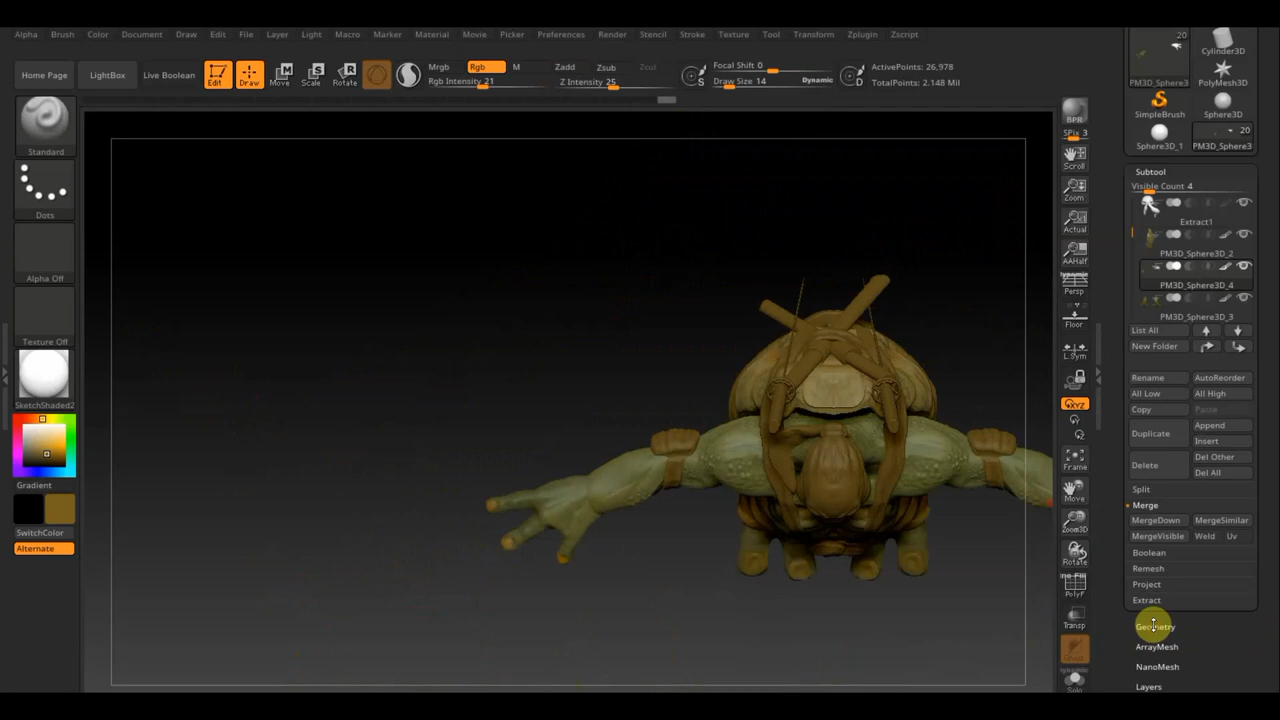 Alpha Brush Color Document Draw Edit File Layer Light Macro Marker Material Movie Picker Preferences Render Stencil Stroke Texture Tool Transform Zplugin Zscript
Home Page LightBox Live Boolean Edit Draw Move Scale Rotate
Mrgb Rgb M Zadd Zsub Zcut
Rgb Intensity 21 Z Intensity 25
Focal Shift 0
Draw Size 14 Dynamic
ActivePoints: 26,978
TotalPoints: 2.148 Mil
Standard
Dots
Alpha Off
Texture Off
SketchShaded2
Gradient
SwitchColor
Alternate
BPR
SPix 3
Scroll
Zoom
Actual
AAHalf
Dynamic
Persp
Floor
L.Sym
XYZ
Y
Z
Frame
Move
Zoom3D
Rotate
PolyF
Transp
Ghost
Solo
20
Cylinder3D
PM3D_Sphere3 PolyMesh3D
SimpleBrush Sphere3D
20
Sphere3D_1 PM3D_Sphere3
Subtool
Visible Count 4
Extract1
PM3D_Sphere3D_2
PM3D_Sphere3D_4
PM3D_Sphere3D_3
List All
New Folder
Rename AutoReorder
All Low All High
Copy Paste
Duplicate Append
Insert
Delete Del Other
Del All
Split
Merge
MergeDown MergeSimilar
MergeVisible Weld Uv
Boolean
Remesh
Project
Extract
Geometry
ArrayMesh
NanoMesh
Layers